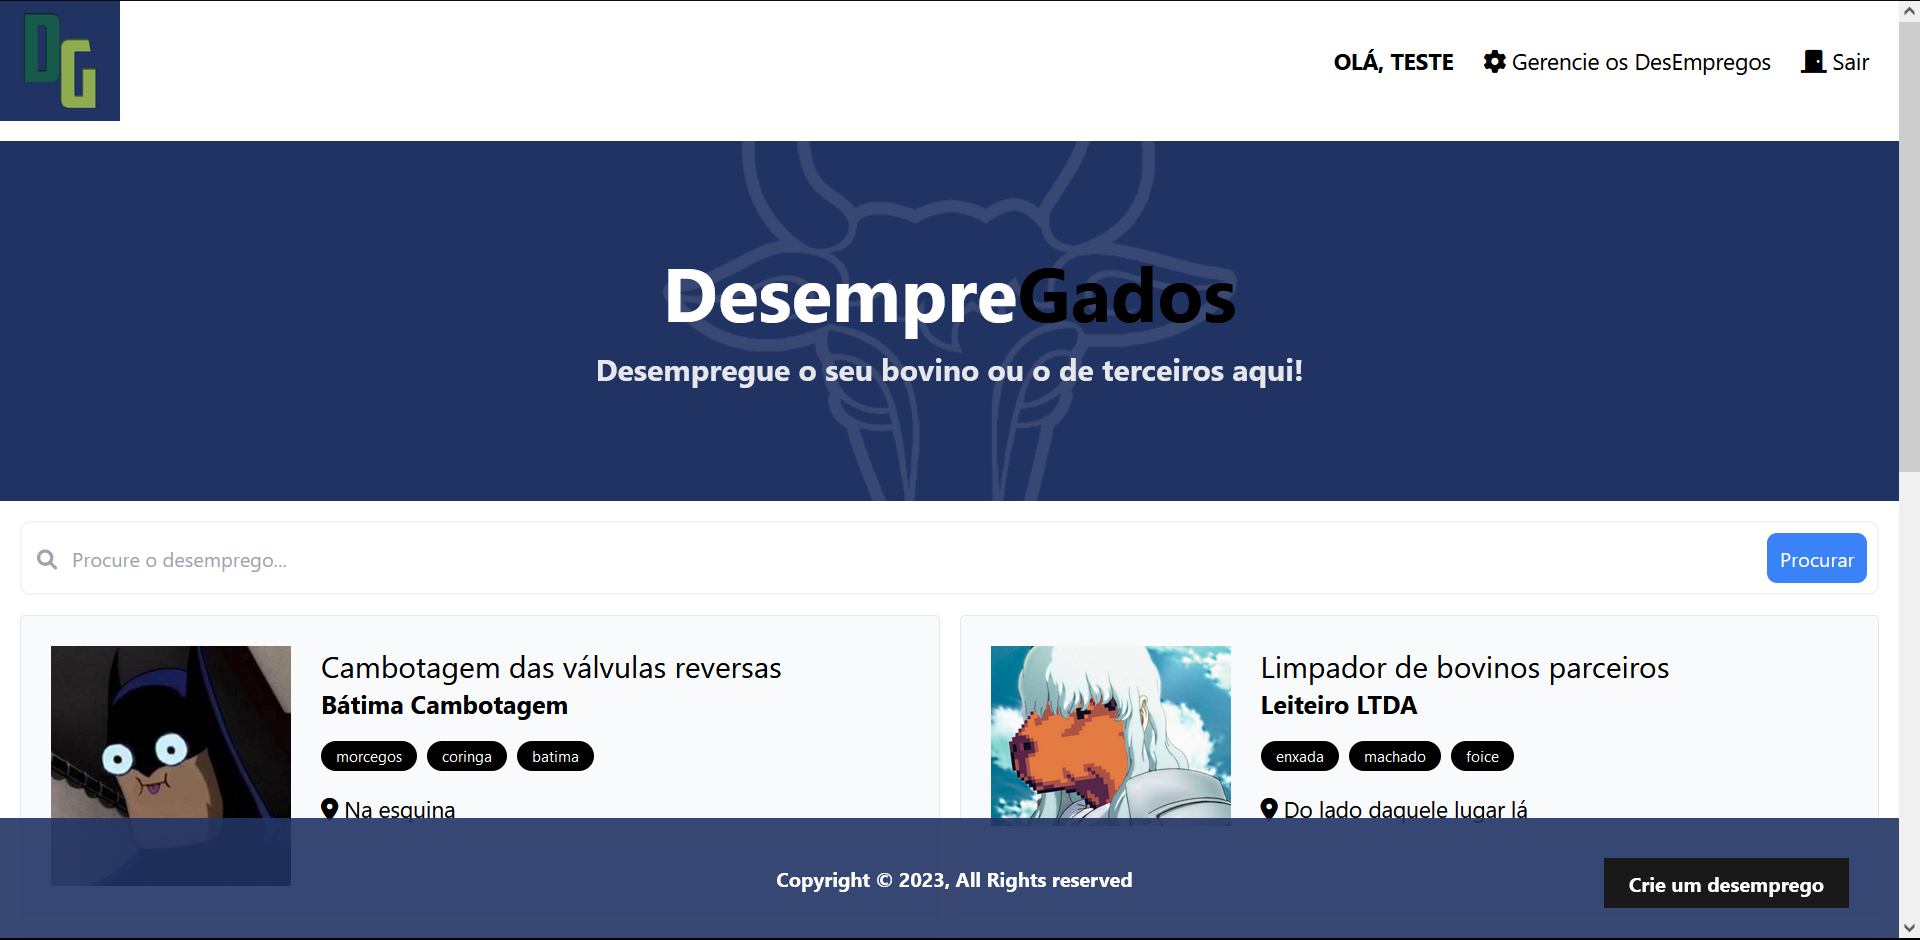 DG
OLÁ, TESTE Gerencie os DesEmpregos Sair
DesempreGados
Desempregue o seu bovino ou o de terceiros aqui!
Procure o desemprego... Procurar
Cambotagem das válvulas reversas
Bátima Cambotagem
morcegos coringa batima
Na esquina
Limpador de bovinos parceiros
Leiteiro LTDA
enxada machado foice
Do lado daquele lugar lá
Copyright © 2023, All Rights reserved
Crie um desemprego